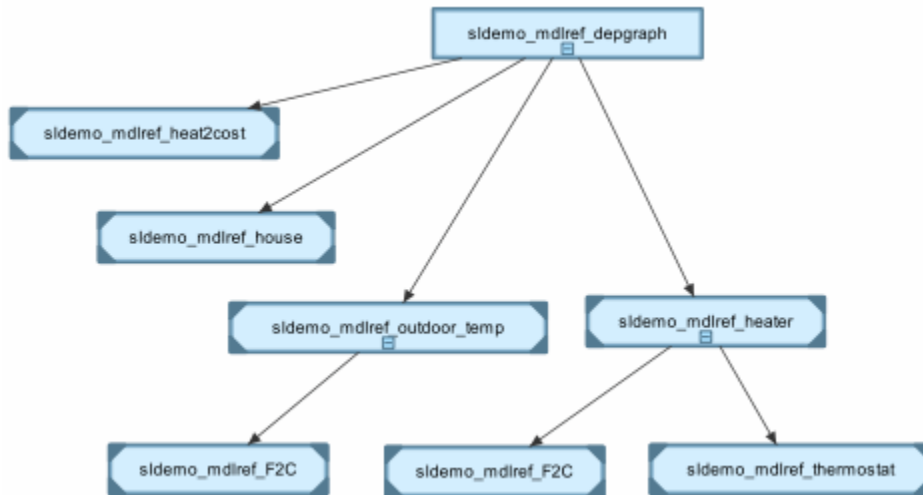 sldemo_mdlref_depgraph
sldemo_mdlref_heat2cost
sldemo_mdlref_house
sldemo_mdlref_outdoor_temp
sldemo_mdlref_heater
sldemo_mdlref_F2C
sldemo_mdlref_F2C
sldemo_mdlref_thermostat